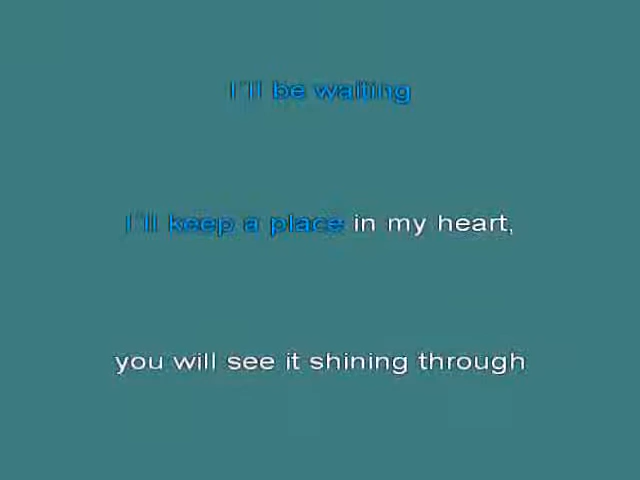 I'll be waiting
I'll keep a place in my heart,
you will see it shining through